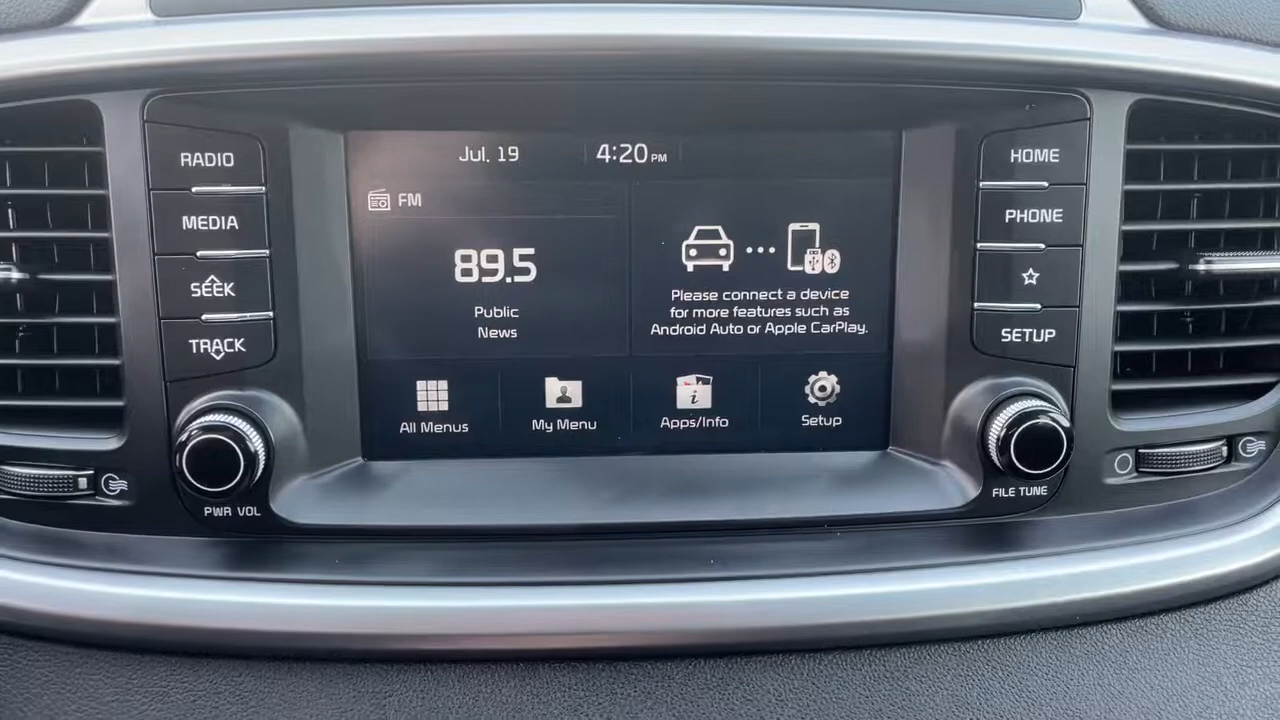 RADIO
MEDIA
SEEK
TRACK
PWR VOL
Jul. 19
4:20 PM
FM
89.5
Public
News
Please connect a device
for more features such as
Android Auto or Apple CarPlay.
All Menus
My Menu
Apps/Info
Setup
HOME
PHONE
SETUP
FILE TUNE